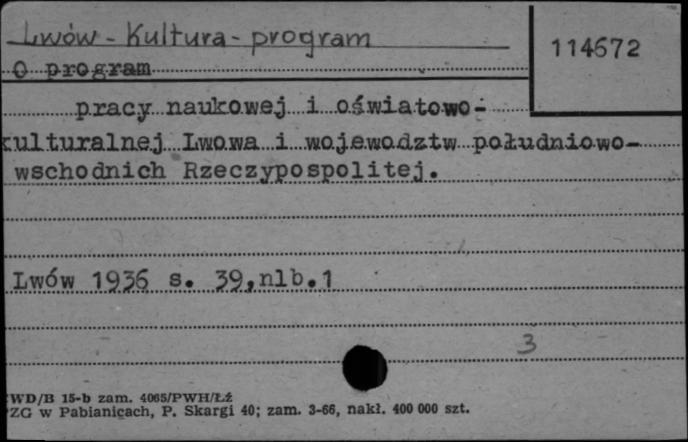 Lwów - Kultura - program
114672
O program
pracy naukowej i oświatowo-
kulturalnej Lwowa i województw południowo-
wschodnich Rzeczypospolitej.
Lwów 1936 s. 39,nlb.1
3
WD/B 15-b zam. 4065/PWH/Łź
ZG w Pabianicach, P. Skargi 40; zam. 3-66, nakł. 400 000 szt.